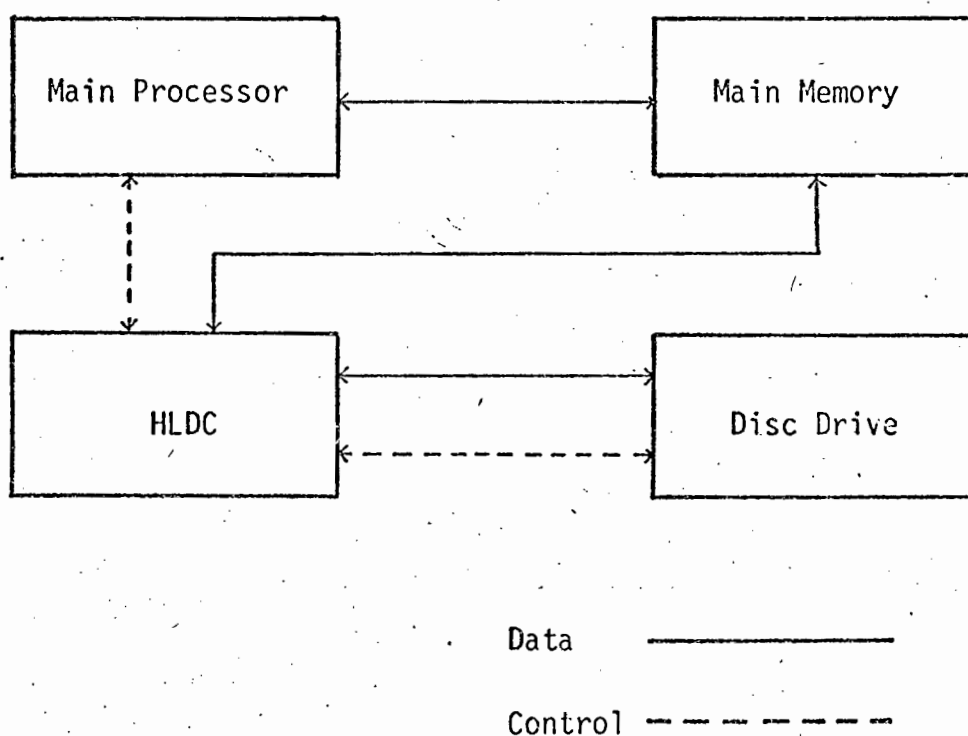 Main Processor
Main Memory
HLDC
Disc Drive
Data
Control